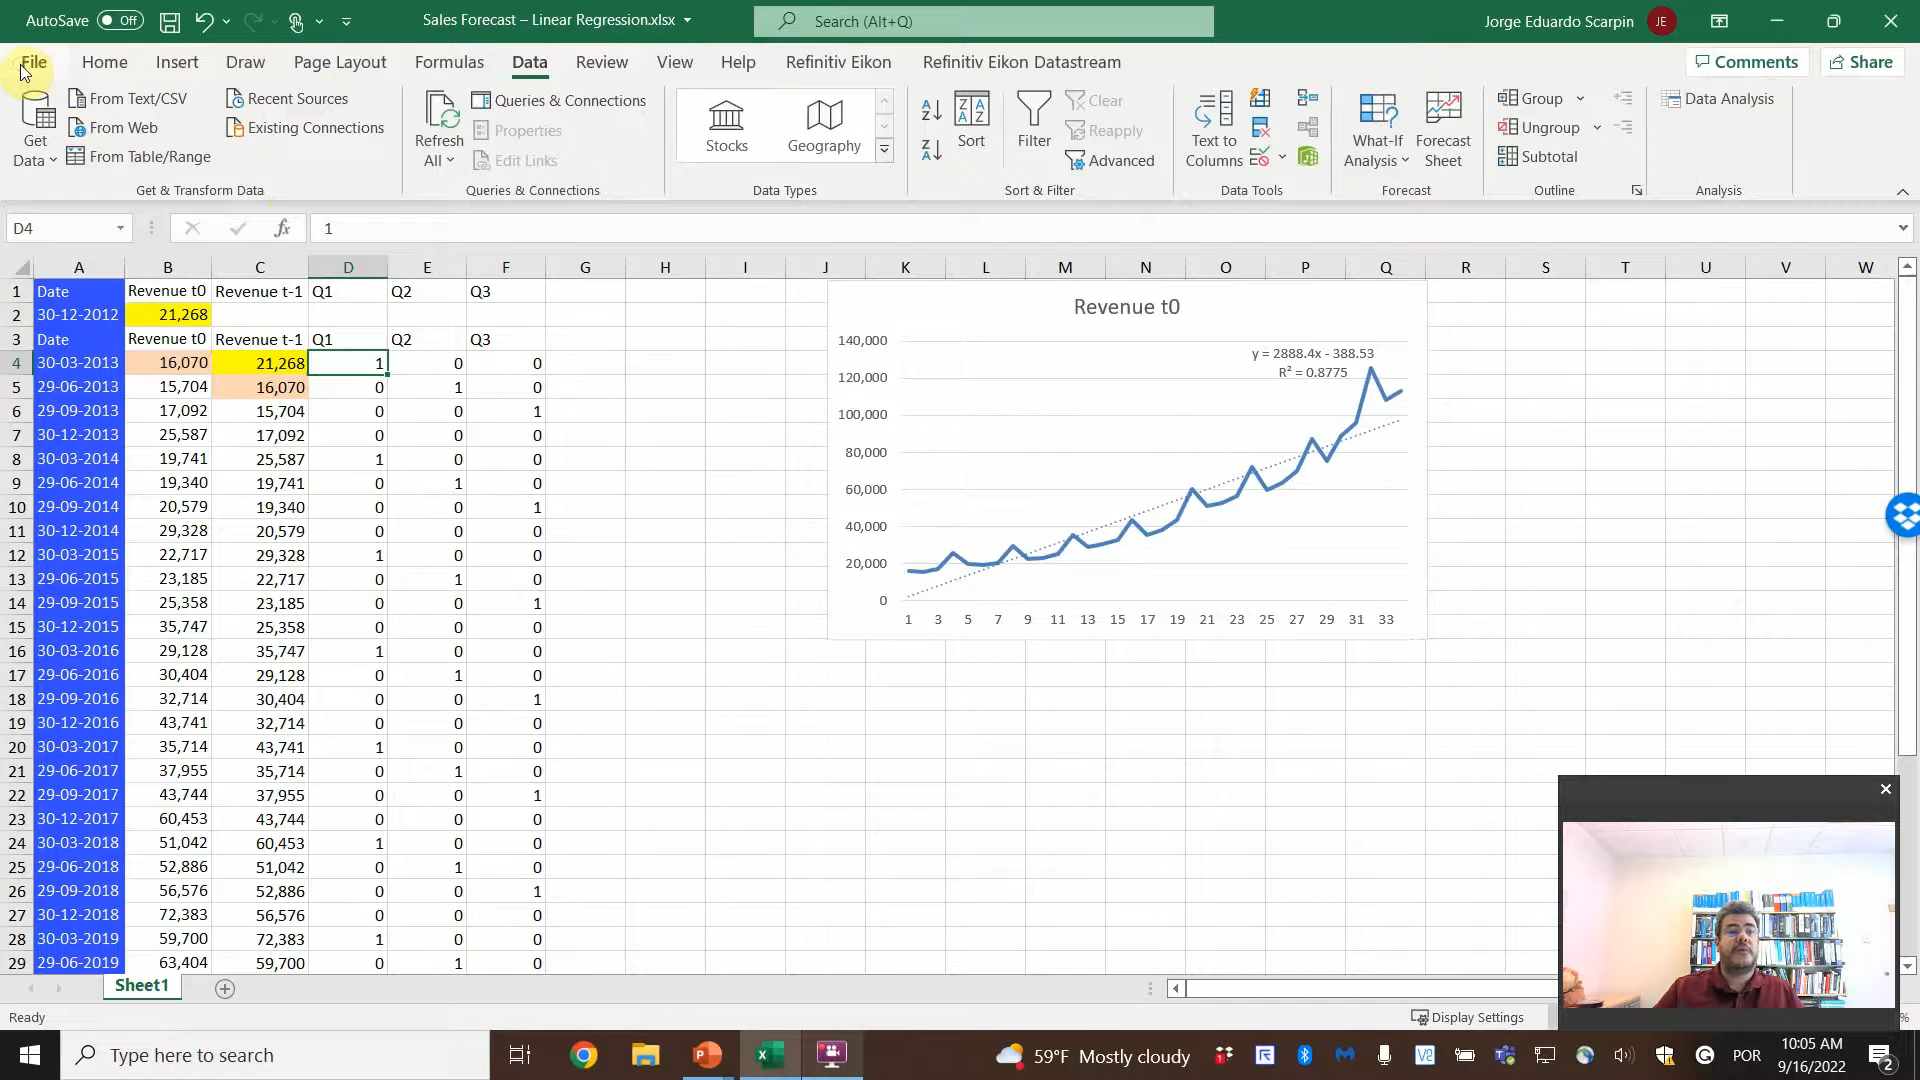 AutoSave Off Sales Forecast – Linear Regression.xlsx Search (Alt+Q) Jorge Eduardo Scarpin JE
File Home Insert Draw Page Layout Formulas Data Review View Help Refinitiv Eikon Refinitiv Eikon Datastream Comments Share
Get Data From Text/CSV From Web From Table/Range Recent Sources Existing Connections
Get & Transform Data
Refresh All Queries & Connections Properties Edit Links
Queries & Connections
Stocks Geography
Data Types
Sort Filter Clear Reapply Advanced
Sort & Filter
Text to Columns
Data Tools
What-If Analysis Forecast Sheet
Forecast
Group Ungroup Subtotal
Outline
Data Analysis
Analysis
D4 fx 1
A B C D E F G H I J K L M N O P Q R S T U V W
1 Date Revenue t0 Revenue t-1 Q1 Q2 Q3
2 30-12-2012 21,268
3 Date Revenue t0 Revenue t-1 Q1 Q2 Q3
4 30-03-2013 16,070 21,268 1 0 0
5 29-06-2013 15,704 16,070 0 1 0
6 29-09-2013 17,092 15,704 0 0 1
7 30-12-2013 25,587 17,092 0 0 0
8 30-03-2014 19,741 25,587 1 0 0
9 29-06-2014 19,340 19,741 0 1 0
10 29-09-2014 20,579 19,340 0 0 1
11 30-12-2014 29,328 20,579 0 0 0
12 30-03-2015 22,717 29,328 1 0 0
13 29-06-2015 23,185 22,717 0 1 0
14 29-09-2015 25,358 23,185 0 0 1
15 30-12-2015 35,747 25,358 0 0 0
16 30-03-2016 29,128 35,747 1 0 0
17 29-06-2016 30,404 29,128 0 1 0
18 29-09-2016 32,714 30,404 0 0 1
19 30-12-2016 43,741 32,714 0 0 0
20 30-03-2017 35,714 43,741 1 0 0
21 29-06-2017 37,955 35,714 0 1 0
22 29-09-2017 43,744 37,955 0 0 1
23 30-12-2017 60,453 43,744 0 0 0
24 30-03-2018 51,042 60,453 1 0 0
25 29-06-2018 52,886 51,042 0 1 0
26 29-09-2018 56,576 52,886 0 0 1
27 30-12-2018 72,383 56,576 0 0 0
28 30-03-2019 59,700 72,383 1 0 0
29 29-06-2019 63,404 59,700 0 1 0
Revenue t0
y = 2888.4x - 388.53
R² = 0.8775
140,000
120,000
100,000
80,000
60,000
40,000
20,000
0
1 3 5 7 9 11 13 15 17 19 21 23 25 27 29 31 33
Sheet1
Ready Display Settings %
Type here to search 59°F Mostly cloudy POR 10:05 AM
9/16/2022 2